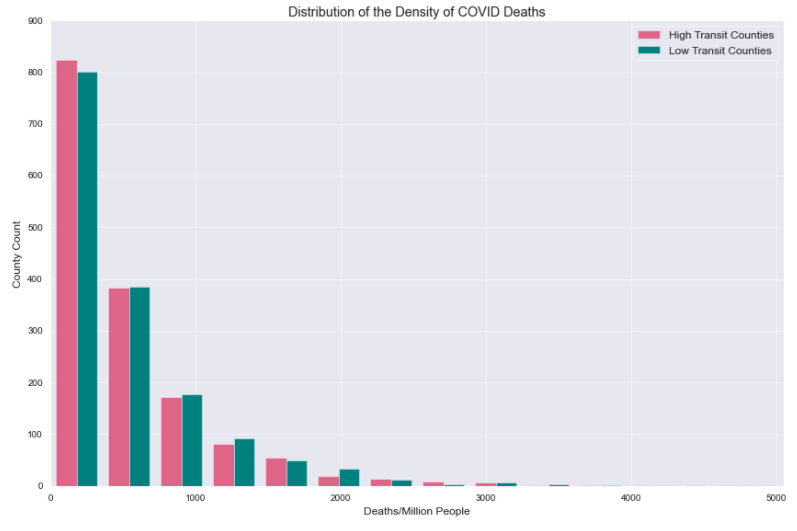 Distribution of the Density of COVID Deaths
High Transit Counties
Low Transit Counties
900
800
700
600
500
400
300
200
100
0
County Count
0 1000 2000 3000 4000 5000
Deaths/Million People